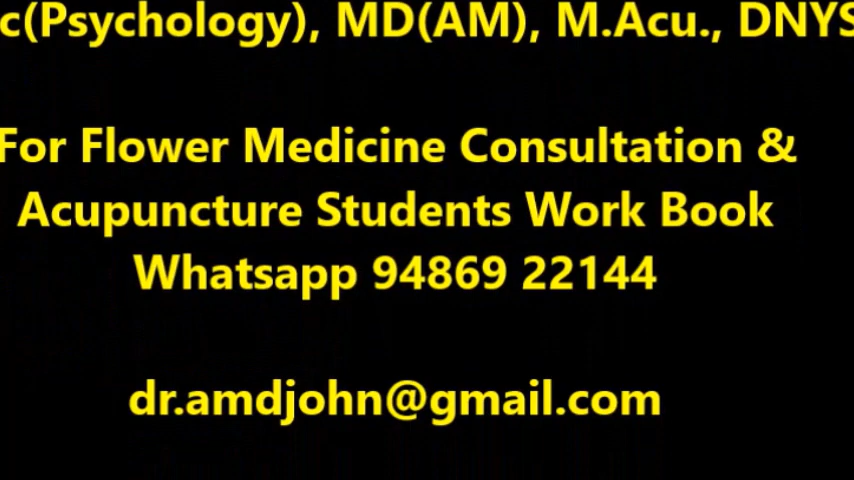 c(Psychology), MD(AM), M.Acu., DNYS
For Flower Medicine Consultation &
Acupuncture Students Work Book
Whatsapp 94869 22144
dr.amdjohn@gmail.com